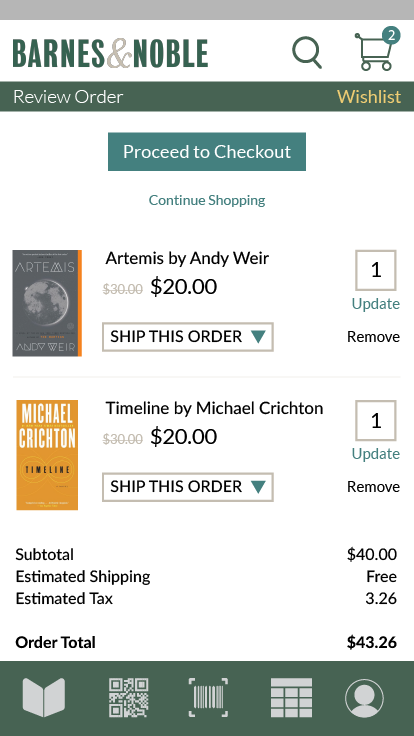 BARNES&NOBLE
2
Review Order
Wishlist
Proceed to Checkout
Continue Shopping
ARTEMIS
ANDY WEIR
Artemis by Andy Weir
$30.00 $20.00
SHIP THIS ORDER
1
Update
Remove
MICHAEL
CRICHTON
TIMELINE
Timeline by Michael Crichton
$30.00 $20.00
SHIP THIS ORDER
1
Update
Remove
Subtotal $40.00
Estimated Shipping Free
Estimated Tax 3.26
Order Total $43.26